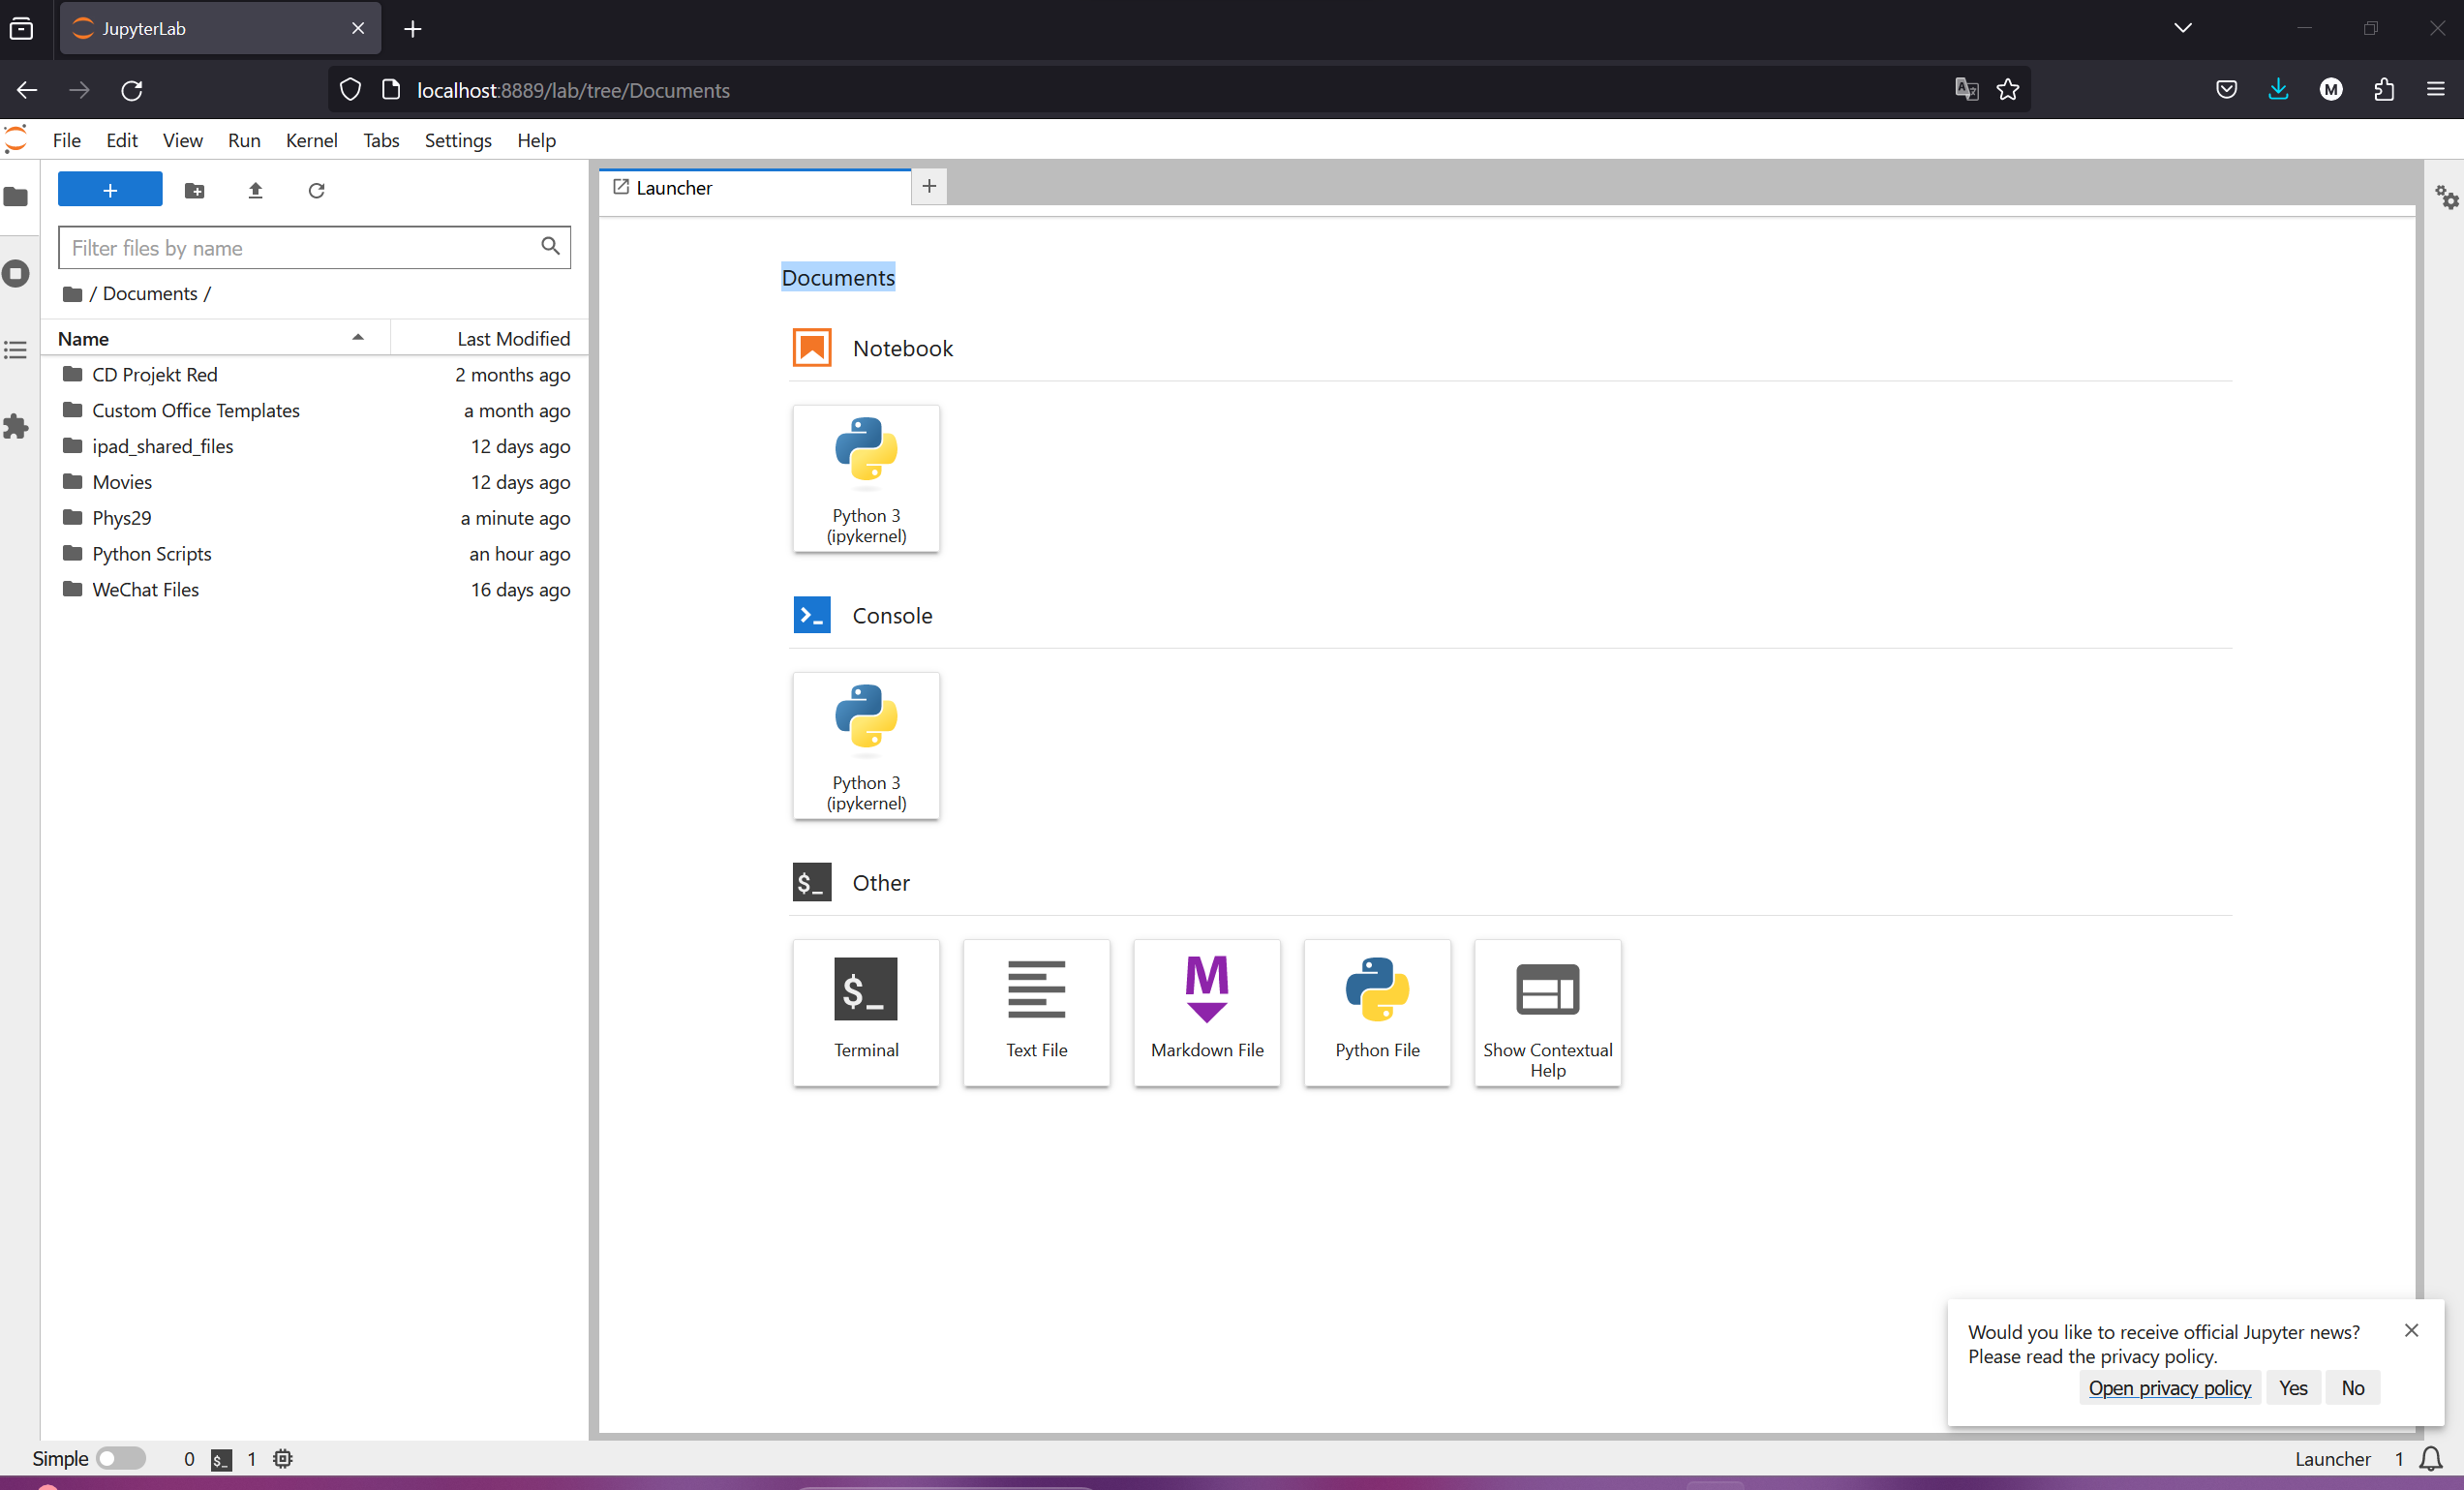 JupyterLab
localhost:8889/lab/tree/Documents
M
File Edit View Run Kernel Tabs Settings Help
+
Launcher
Filter files by name
/ Documents /
Name Last Modified
CD Projekt Red 2 months ago
Custom Office Templates a month ago
ipad_shared_files 12 days ago
Movies 12 days ago
Phys29 a minute ago
Python Scripts an hour ago
WeChat Files 16 days ago
Documents
Notebook
Python 3
(ipykernel)
Console
Python 3
(ipykernel)
$_ Other
$_
Terminal
Text File
M
Markdown File
Python File
Show Contextual
Help
Would you like to receive official Jupyter news?
Please read the privacy policy.
Open privacy policy Yes No
Simple 0 $_ 1 Launcher 1